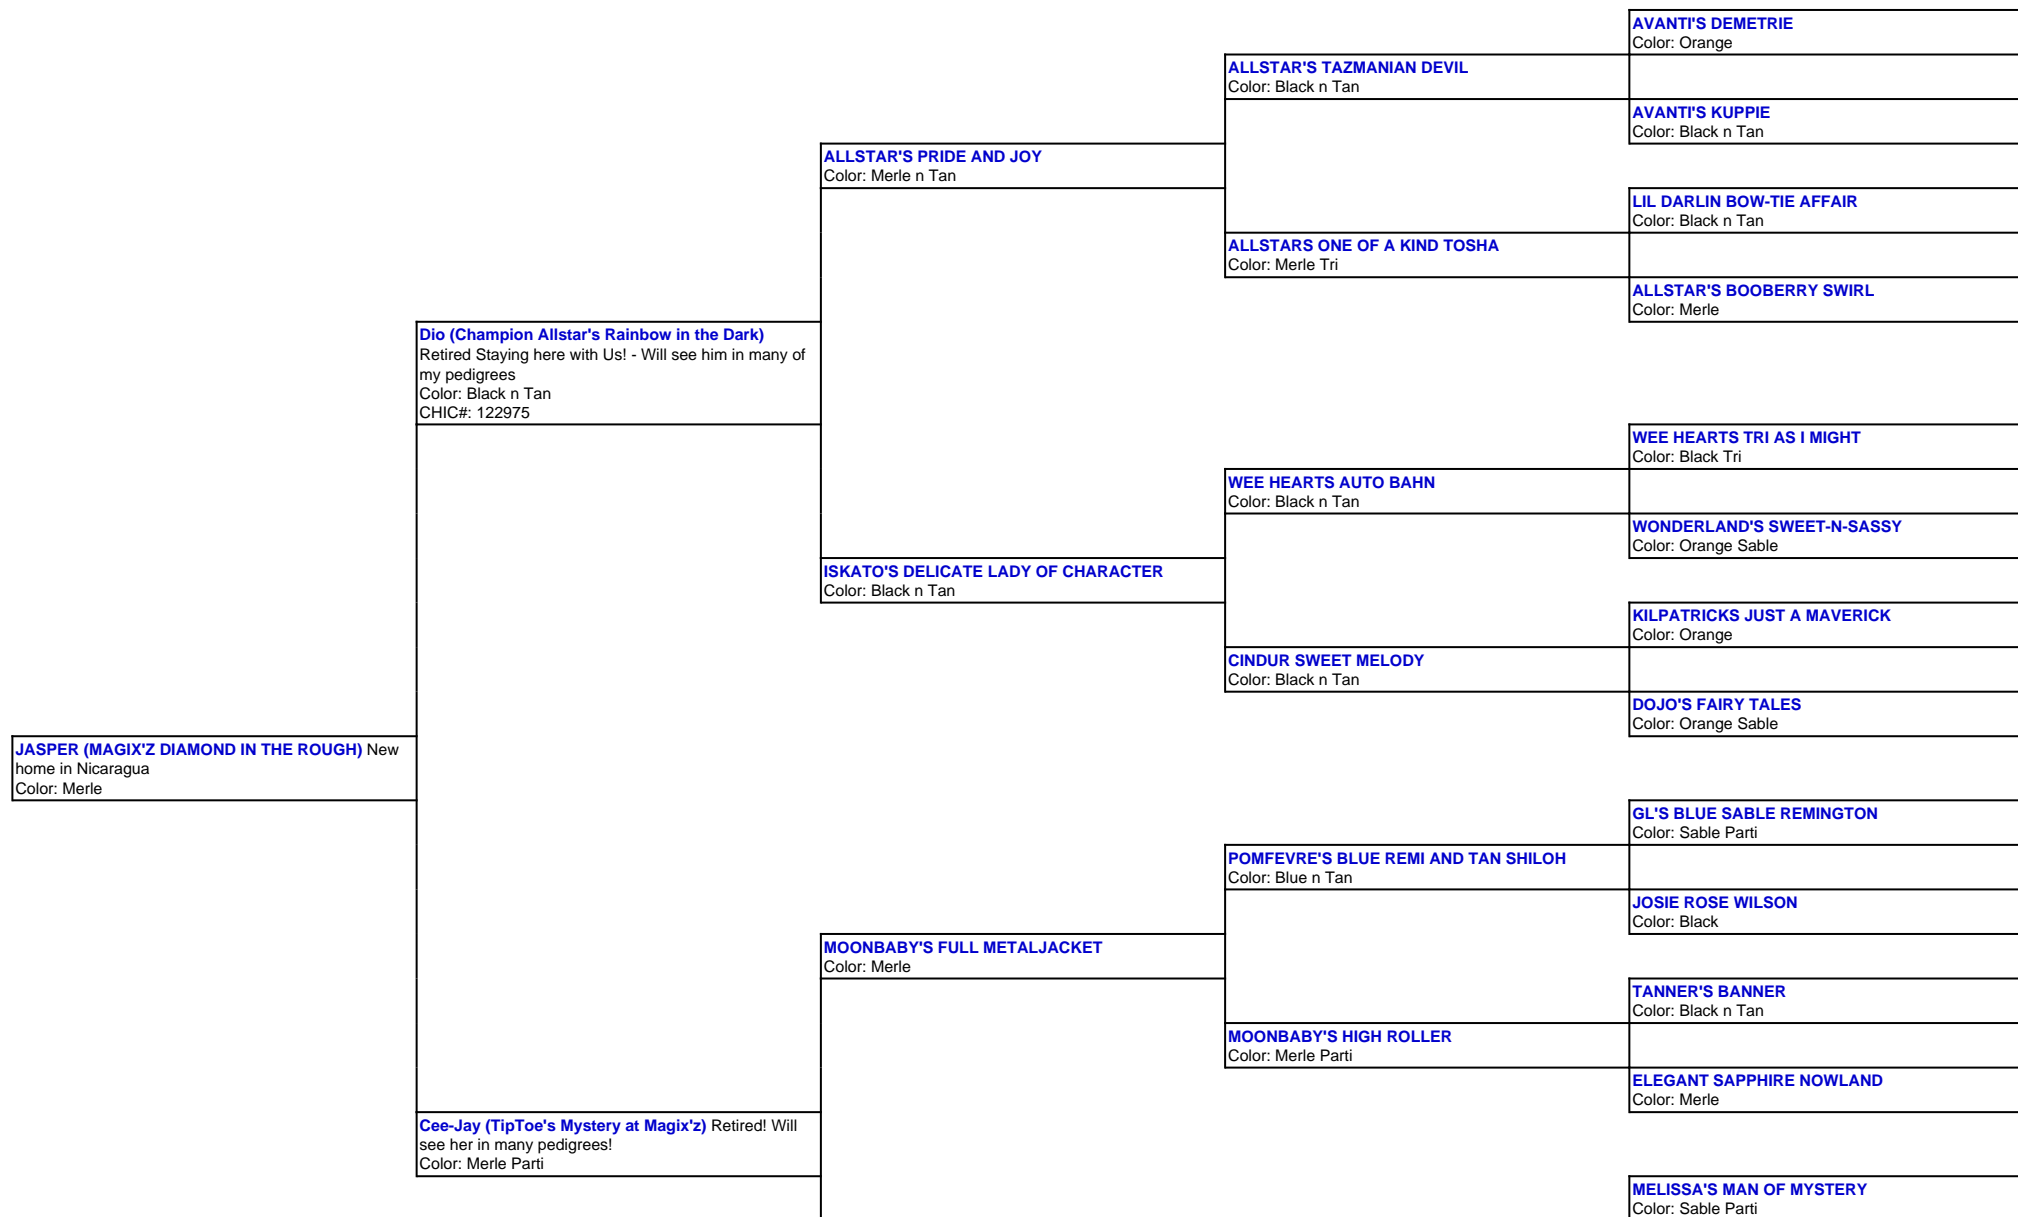 AVANTI'S DEMETRIE
Color: Orange
ALLSTAR'S TAZMANIAN DEVIL
Color: Black n Tan
AVANTI'S KUPPIE
Color: Black n Tan
ALLSTAR'S PRIDE AND JOY
Color: Merle n Tan
LIL DARLIN BOW-TIE AFFAIR
Color: Black n Tan
ALLSTARS ONE OF A KIND TOSHA
Color: Merle Tri
ALLSTAR'S BOOBERRY SWIRL
Color: Merle
Dio (Champion Allstar's Rainbow in the Dark)
Retired Staying here with Us! - Will see him in many of
my pedigrees
Color: Black n Tan
CHIC#: 122975
WEE HEARTS TRI AS I MIGHT
Color: Black Tri
WEE HEARTS AUTO BAHN
Color: Black n Tan
WONDERLAND'S SWEET-N-SASSY
Color: Orange Sable
ISKATO'S DELICATE LADY OF CHARACTER
Color: Black n Tan
KILPATRICKS JUST A MAVERICK
Color: Orange
CINDUR SWEET MELODY
Color: Black n Tan
DOJO'S FAIRY TALES
Color: Orange Sable
JASPER (MAGIX'Z DIAMOND IN THE ROUGH) New
home in Nicaragua
Color: Merle
GL'S BLUE SABLE REMINGTON
Color: Sable Parti
POMFEVRE'S BLUE REMI AND TAN SHILOH
Color: Blue n Tan
JOSIE ROSE WILSON
Color: Black
MOONBABY'S FULL METALJACKET
Color: Merle
TANNER'S BANNER
Color: Black n Tan
MOONBABY'S HIGH ROLLER
Color: Merle Parti
ELEGANT SAPPHIRE NOWLAND
Color: Merle
Cee-Jay (TipToe's Mystery at Magix'z) Retired! Will
see her in many pedigrees!
Color: Merle Parti
MELISSA'S MAN OF MYSTERY
Color: Sable Parti